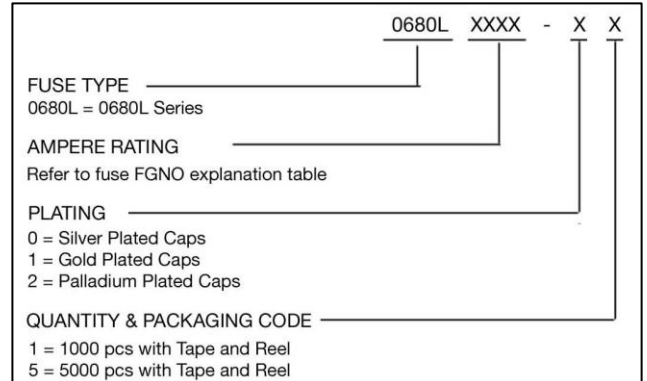 0680L XXXX - X X
FUSE TYPE
0680L = 0680L Series
AMPERE RATING
Refer to fuse FGNO explanation table
PLATING
0 = Silver Plated Caps
1 = Gold Plated Caps
2 = Palladium Plated Caps
QUANTITY & PACKAGING CODE
1 = 1000 pcs with Tape and Reel
5 = 5000 pcs with Tape and Reel